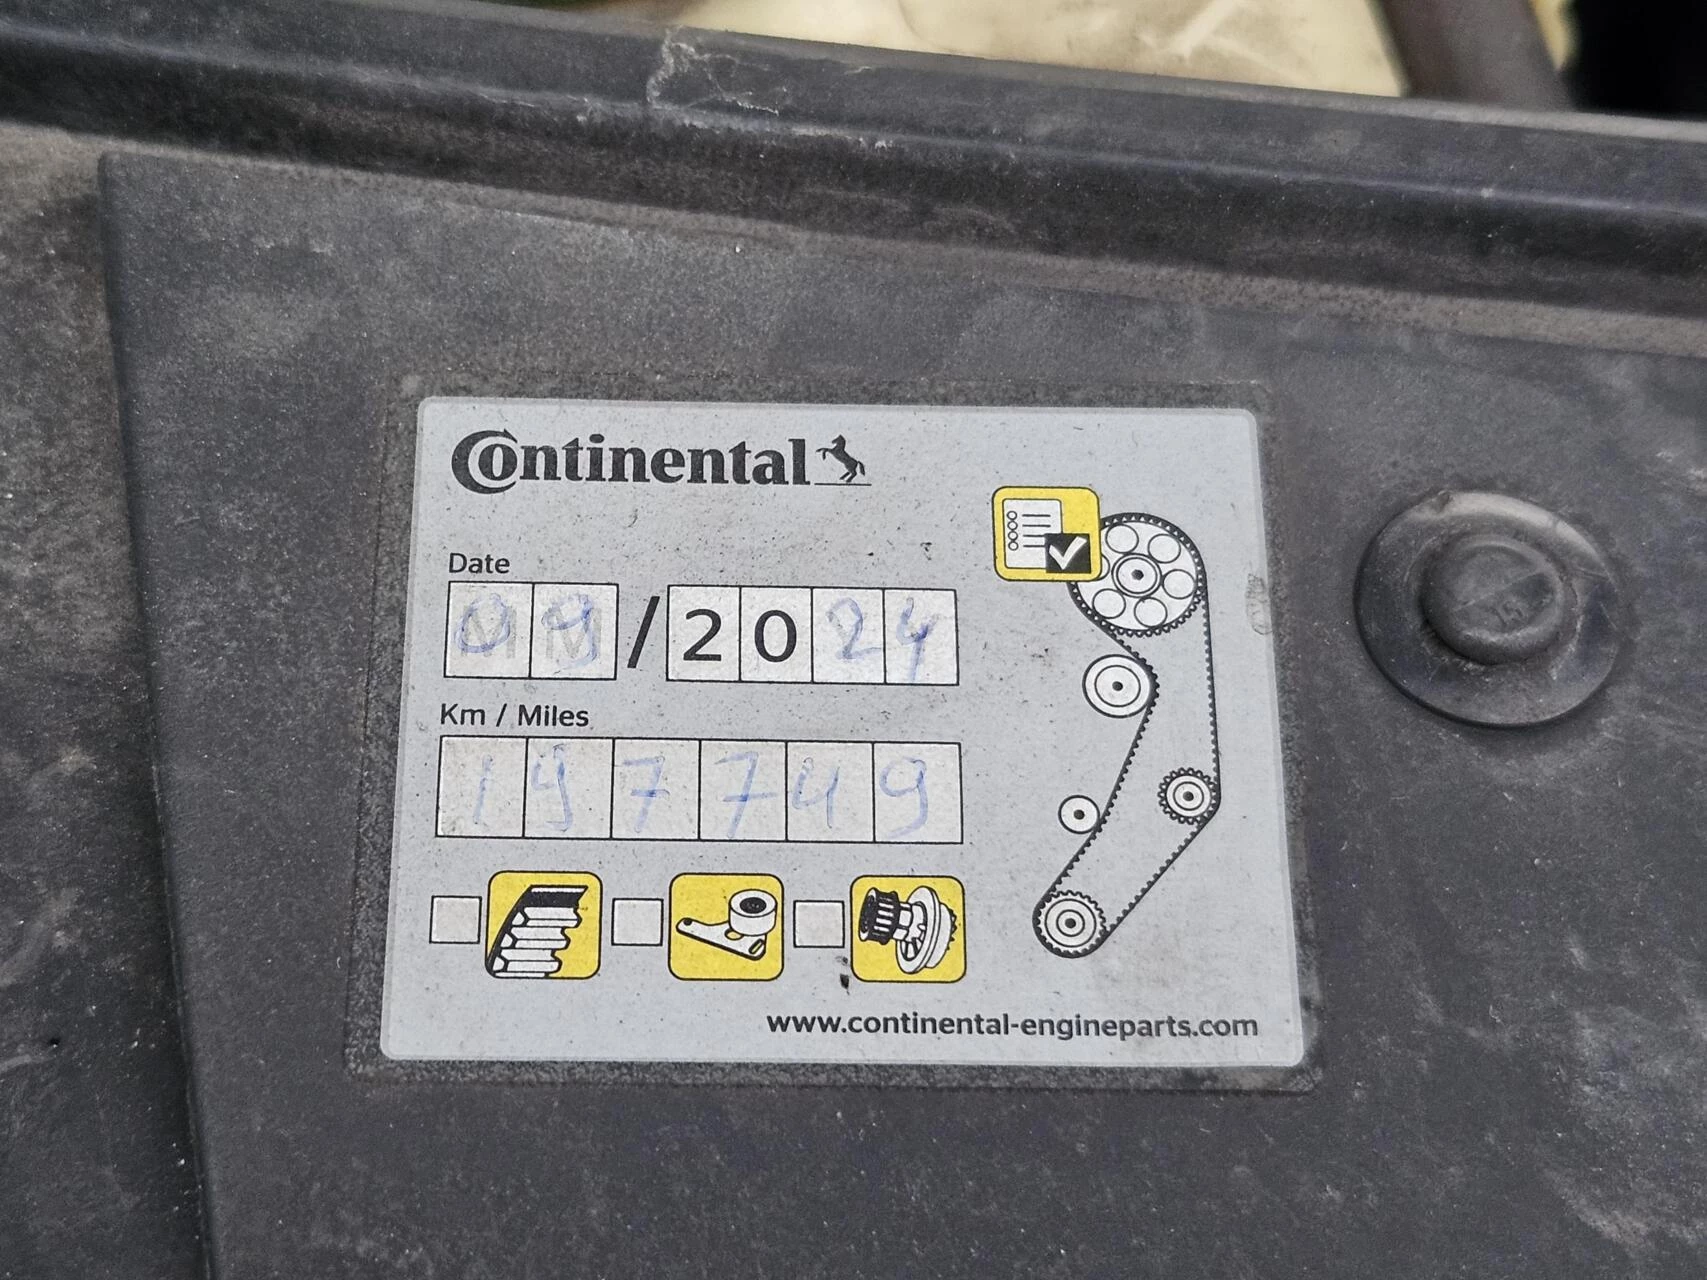 Continental
Date
09/2024
Km / Miles
197749
www.continental-engineparts.com